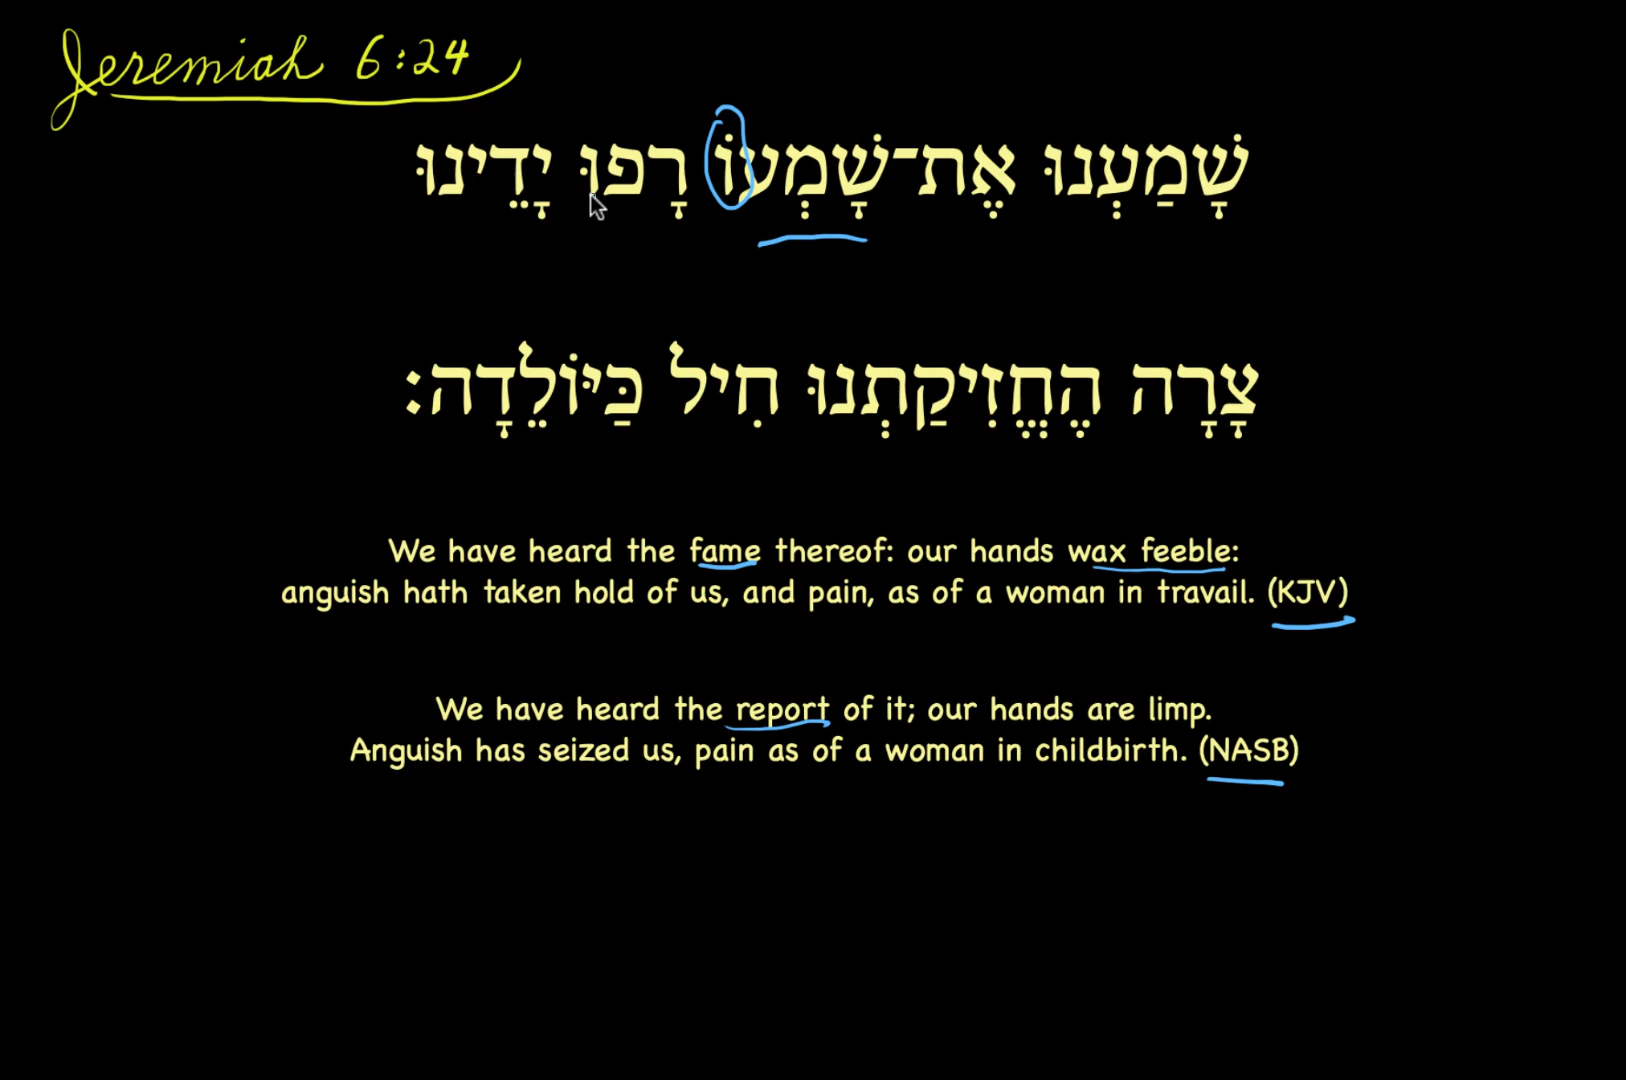 Jeremiah 6:24
שָׁמַעְנוּ אֶת־שָׁמְעוֹ רָפוּ יָדֵינוּ
צָרָה הֶחֱזִיקַתְנוּ חִיל כַּיּוֹלֵדָה׃
We have heard the fame thereof: our hands wax feeble:
anguish hath taken hold of us, and pain, as of a woman in travail. (KJV)
We have heard the report of it; our hands are limp.
Anguish has seized us, pain as of a woman in childbirth. (NASB)